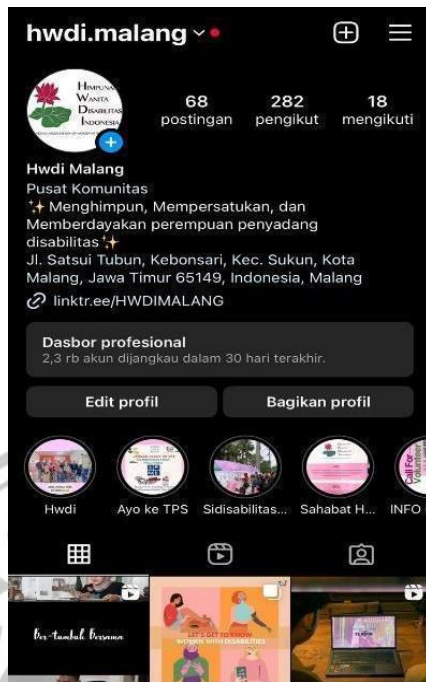 hwdi.malang
HIMPUNAN
WANITA
DISABILITAS
INDONESIA
68
postingan
282
pengikut
18
mengikuti
Hwdi Malang
Pusat Komunitas
✨ Menghimpun, Mempersatukan, dan
Memberdayakan perempuan penyadang
disabilitas✨
Jl. Satsui Tubun, Kebonsari, Kec. Sukun, Kota
Malang, Jawa Timur 65149, Indonesia, Malang
linktr.ee/HWDIMALANG
Dasbor profesional
2,3 rb akun dijangkau dalam 30 hari terakhir.
Edit profil
Bagikan profil
Call For
Volunteer
Hwdi
Ayo ke TPS
Sidisabilitas...
Sahabat H...
INFO
Ber-tumbuh Bersama
LET'S GET TO KNOW
WOMEN WITH DISABILITIES